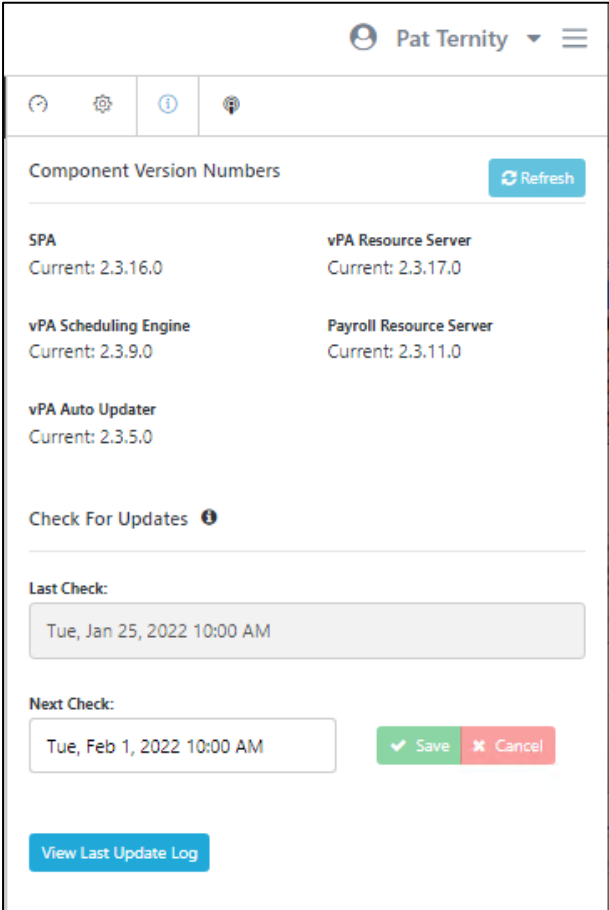 Pat Ternity
Component Version Numbers
Refresh
SPA
Current: 2.3.16.0
vPA Resource Server
Current: 2.3.17.0
vPA Scheduling Engine
Current: 2.3.9.0
Payroll Resource Server
Current: 2.3.11.0
vPA Auto Updater
Current: 2.3.5.0
Check For Updates
Last Check:
Tue, Jan 25, 2022 10:00 AM
Next Check:
Tue, Feb 1, 2022 10:00 AM
Save
Cancel
View Last Update Log